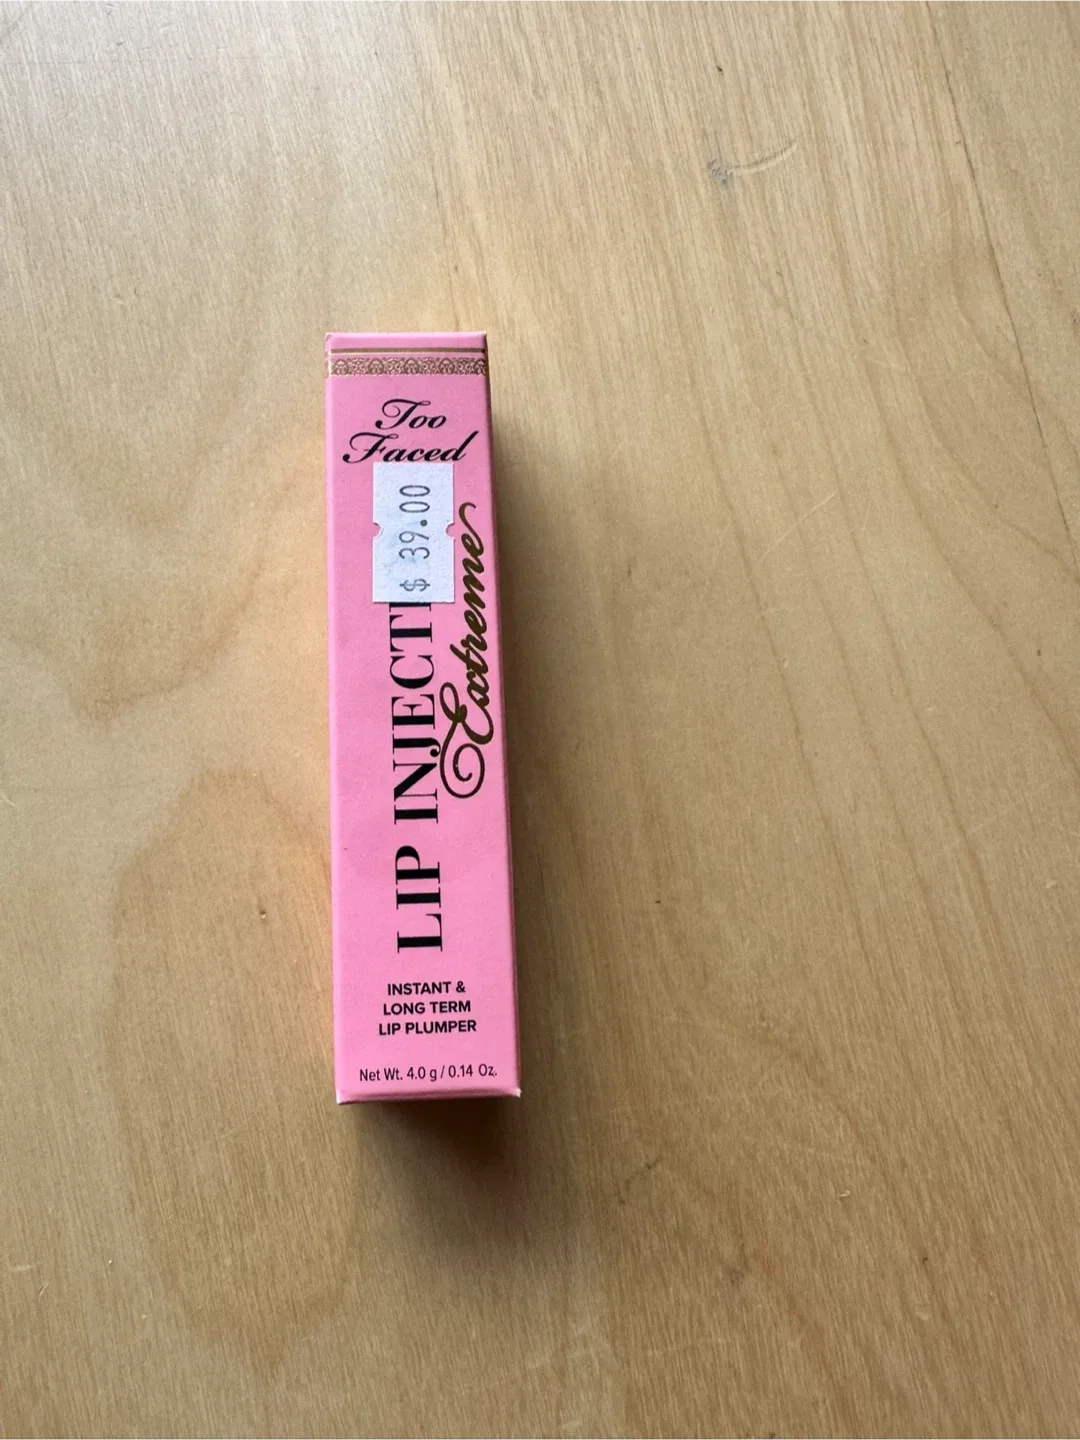 Too
Faced
$ 39.00
LIP INJECTI
Extreme
INSTANT &
LONG TERM
LIP PLUMPER
Net Wt. 4.0 g / 0.14 Oz.